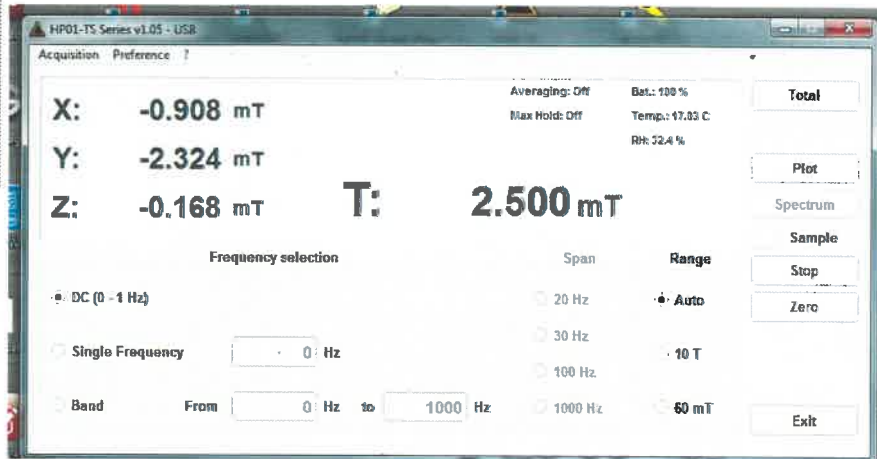 HP01-TS Series v1.05 - USB
Acquisition Preference ?
Averaging: Off Bat.: 100 % Total
X: -0.908 mT Max Hold: Off Temp.: 17.03 C
RH: 32.4 %
Y: -2.324 mT Plot
Z: -0.168 mT T: 2.500 mT Spectrum
Sample
Frequency selection Span Range
Stop
DC (0 - 1 Hz) 20 Hz Auto Zero
30 Hz
Single Frequency 0 Hz 10 T
100 Hz
Band From 0 Hz to 1000 Hz 1000 Hz 60 mT
Exit